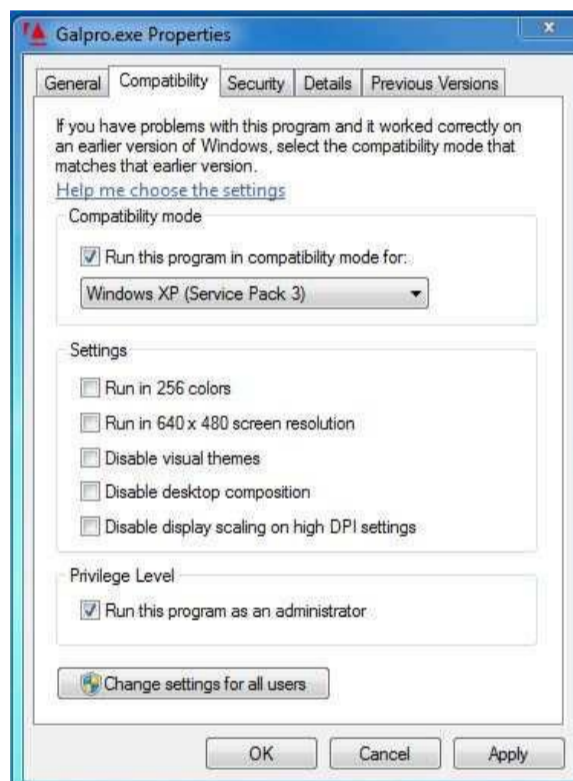 Galpro.exe Properties
General Compatibility Security Details Previous Versions
If you have problems with this program and it worked correctly on
an earlier version of Windows, select the compatibility mode that
matches that earlier version.
Help me choose the settings
Compatibility mode
Run this program in compatibility mode for:
Windows XP (Service Pack 3)
Settings
Run in 256 colors
Run in 640 x 480 screen resolution
Disable visual themes
Disable desktop composition
Disable display scaling on high DPI settings
Privilege Level
Run this program as an administrator
Change settings for all users
OK Cancel Apply